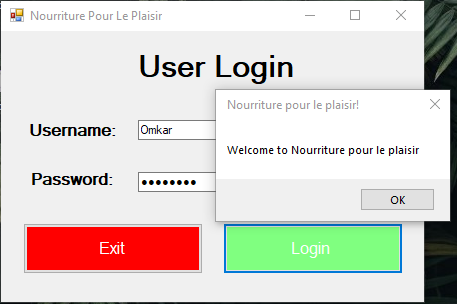 Nourriture Pour Le Plaisir
User Login
Nourriture pour le plaisir!
Username:
Omkar
Welcome to Nourriture pour le plaisir
Password:
●●●●●●●●
OK
Exit
Login